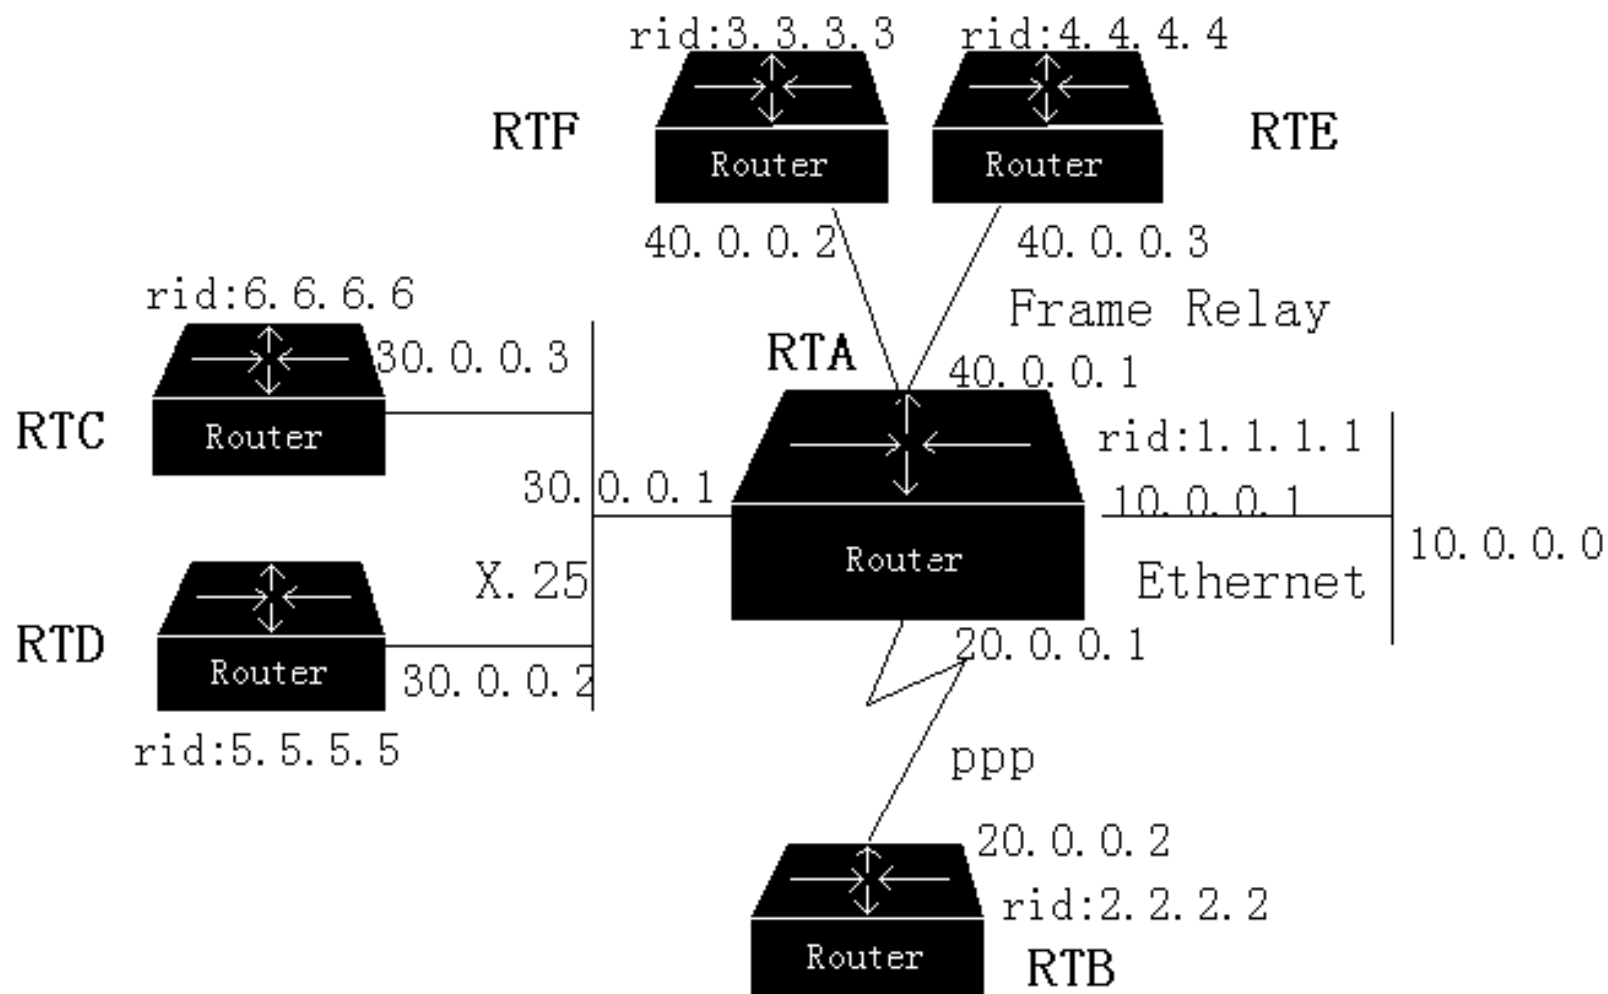 rid:3.3.3.3
rid:4.4.4.4
RTF
Router
Router
RTE
40.0.0.2
40.0.0.3
rid:6.6.6.6
Frame Relay
RTA
30.0.0.3
40.0.0.1
RTC
Router
rid:1.1.1.1
30.0.0.1
10.0.0.1
Router
10.0.0.0
X.25
Ethernet
RTD
Router
30.0.0.2
20.0.0.1
rid:5.5.5.5
ppp
20.0.0.2
rid:2.2.2.2
Router
RTB